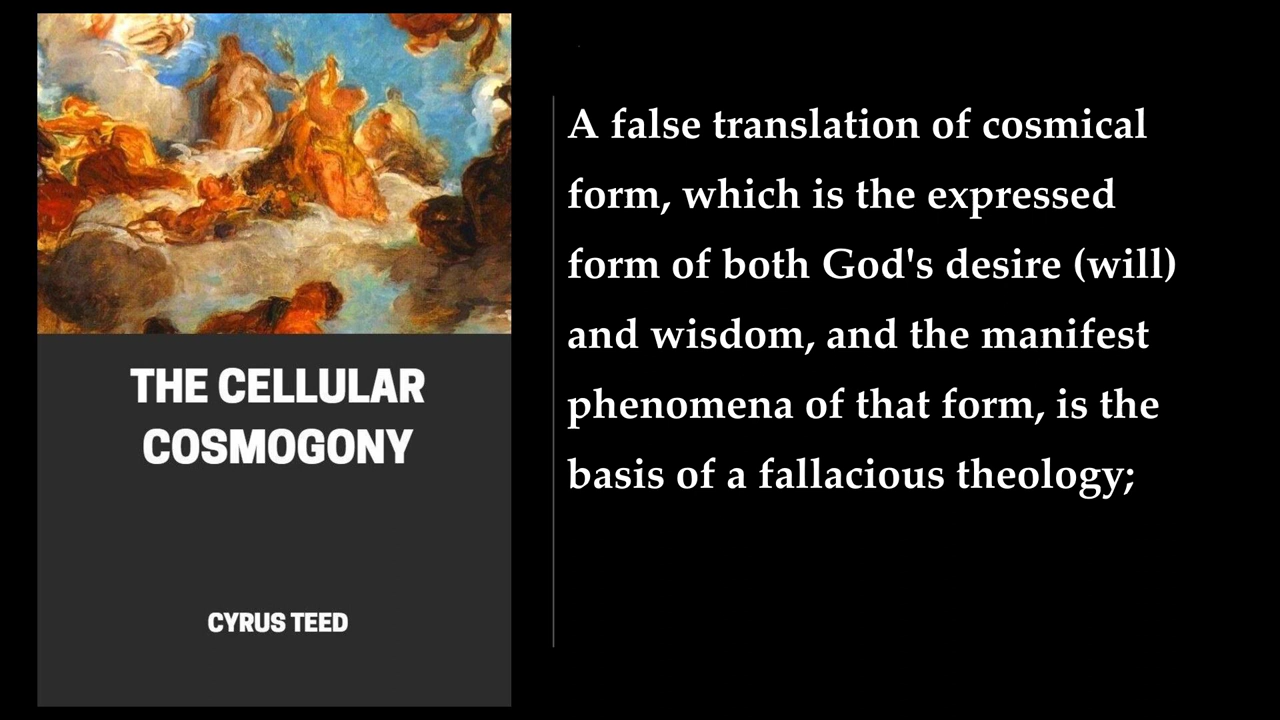 THE CELLULAR
COSMOGONY
CYRUS TEED
A false translation of cosmical
form, which is the expressed
form of both God's desire (will)
and wisdom, and the manifest
phenomena of that form, is the
basis of a fallacious theology;